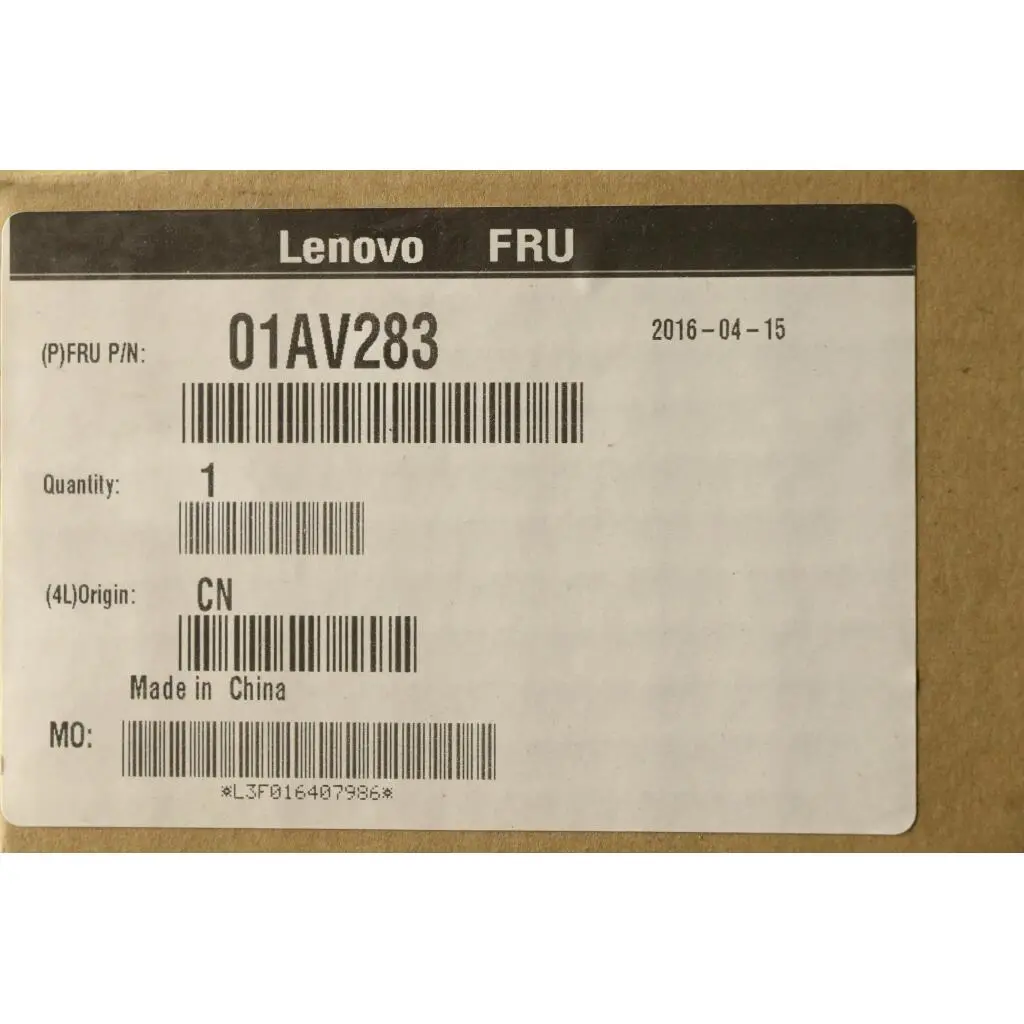 Lenovo FRU
(P)FRU P/N: 01AV283 2016-04-15
Quantity: 1
(4L)Origin: CN
Made in China
MO:
*L3F016407986*